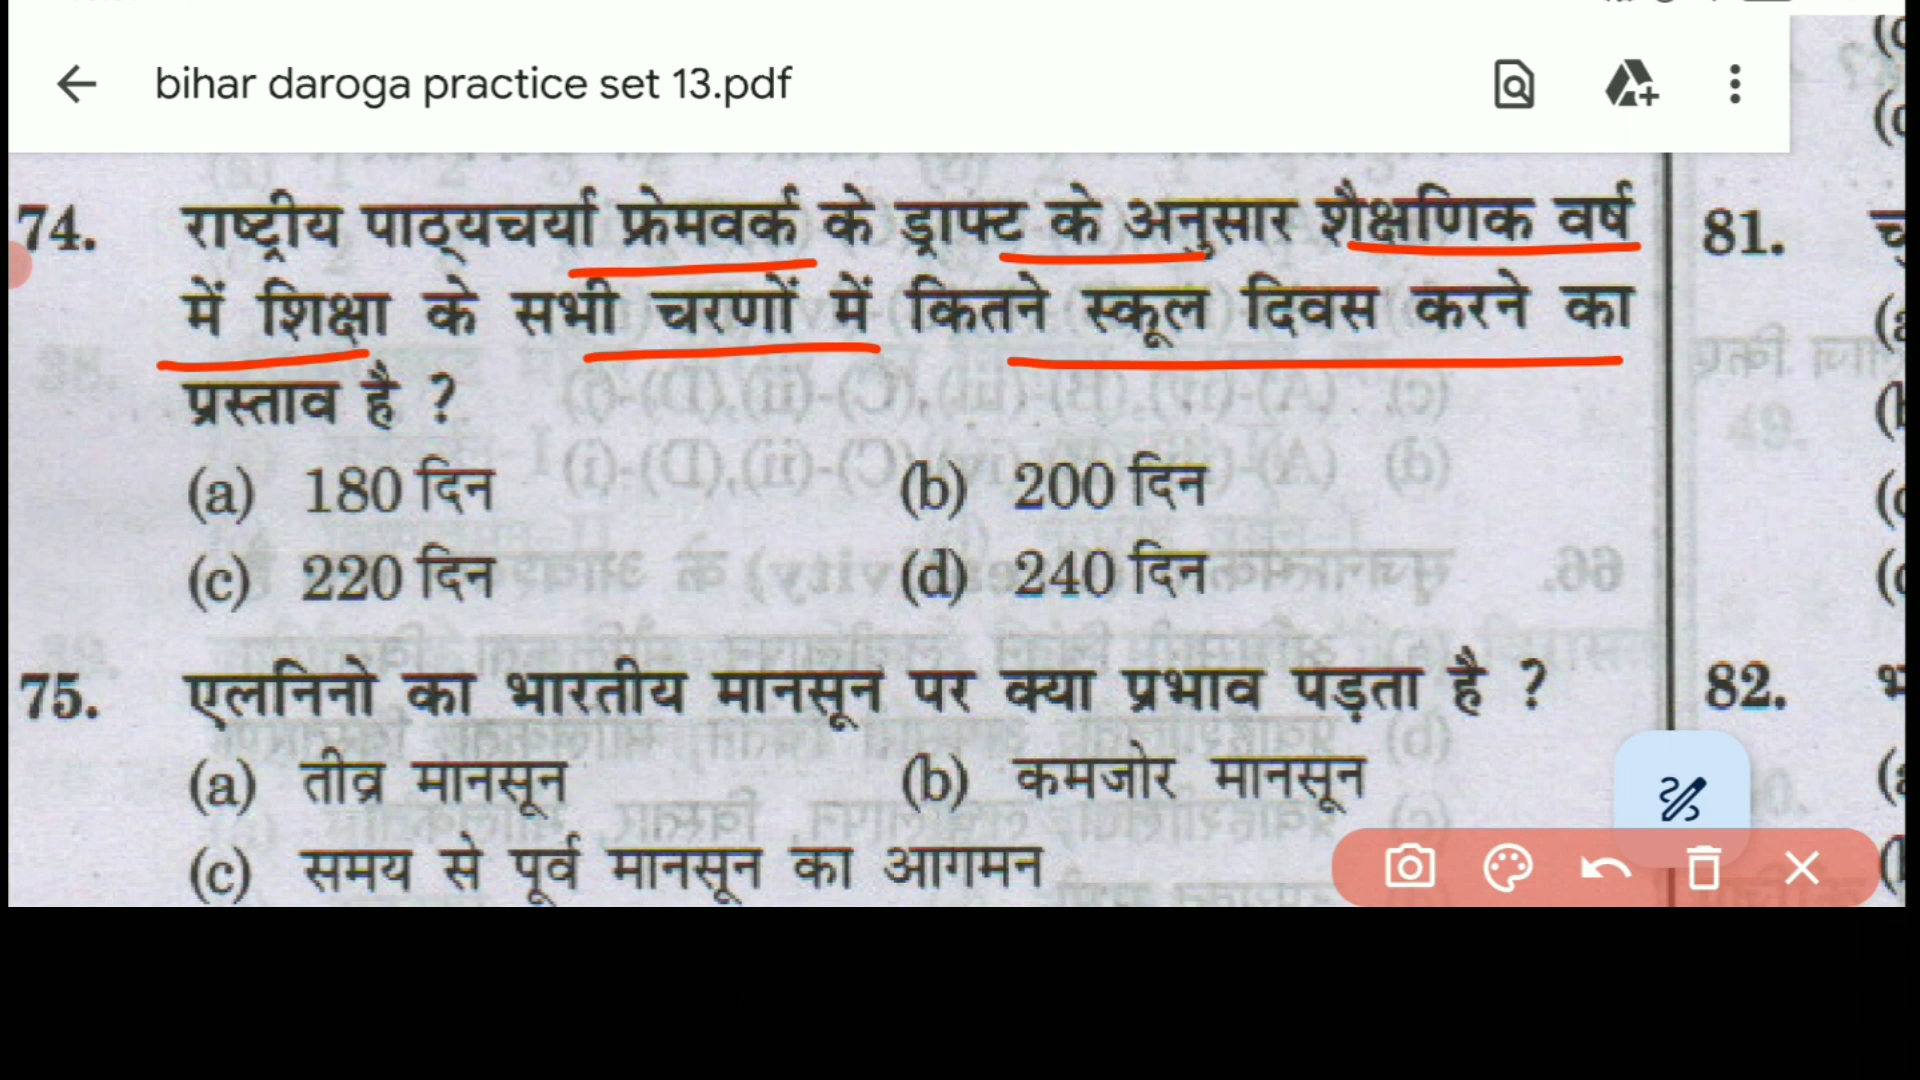 bihar daroga practice set 13.pdf
74. राष्ट्रीय पाठ्यचर्या फ्रेमवर्क के ड्राफ्ट के अनुसार शैक्षणिक वर्ष
में शिक्षा के सभी चरणों में कितने स्कूल दिवस करने का
प्रस्ताव है ?
(a) 180 दिन (b) 200 दिन
(c) 220 दिन (d) 240 दिन
75. एलनिनो का भारतीय मानसून पर क्या प्रभाव पड़ता है ?
(a) तीव्र मानसून (b) कमजोर मानसून
(c) समय से पूर्व मानसून का आगमन
81.
82.